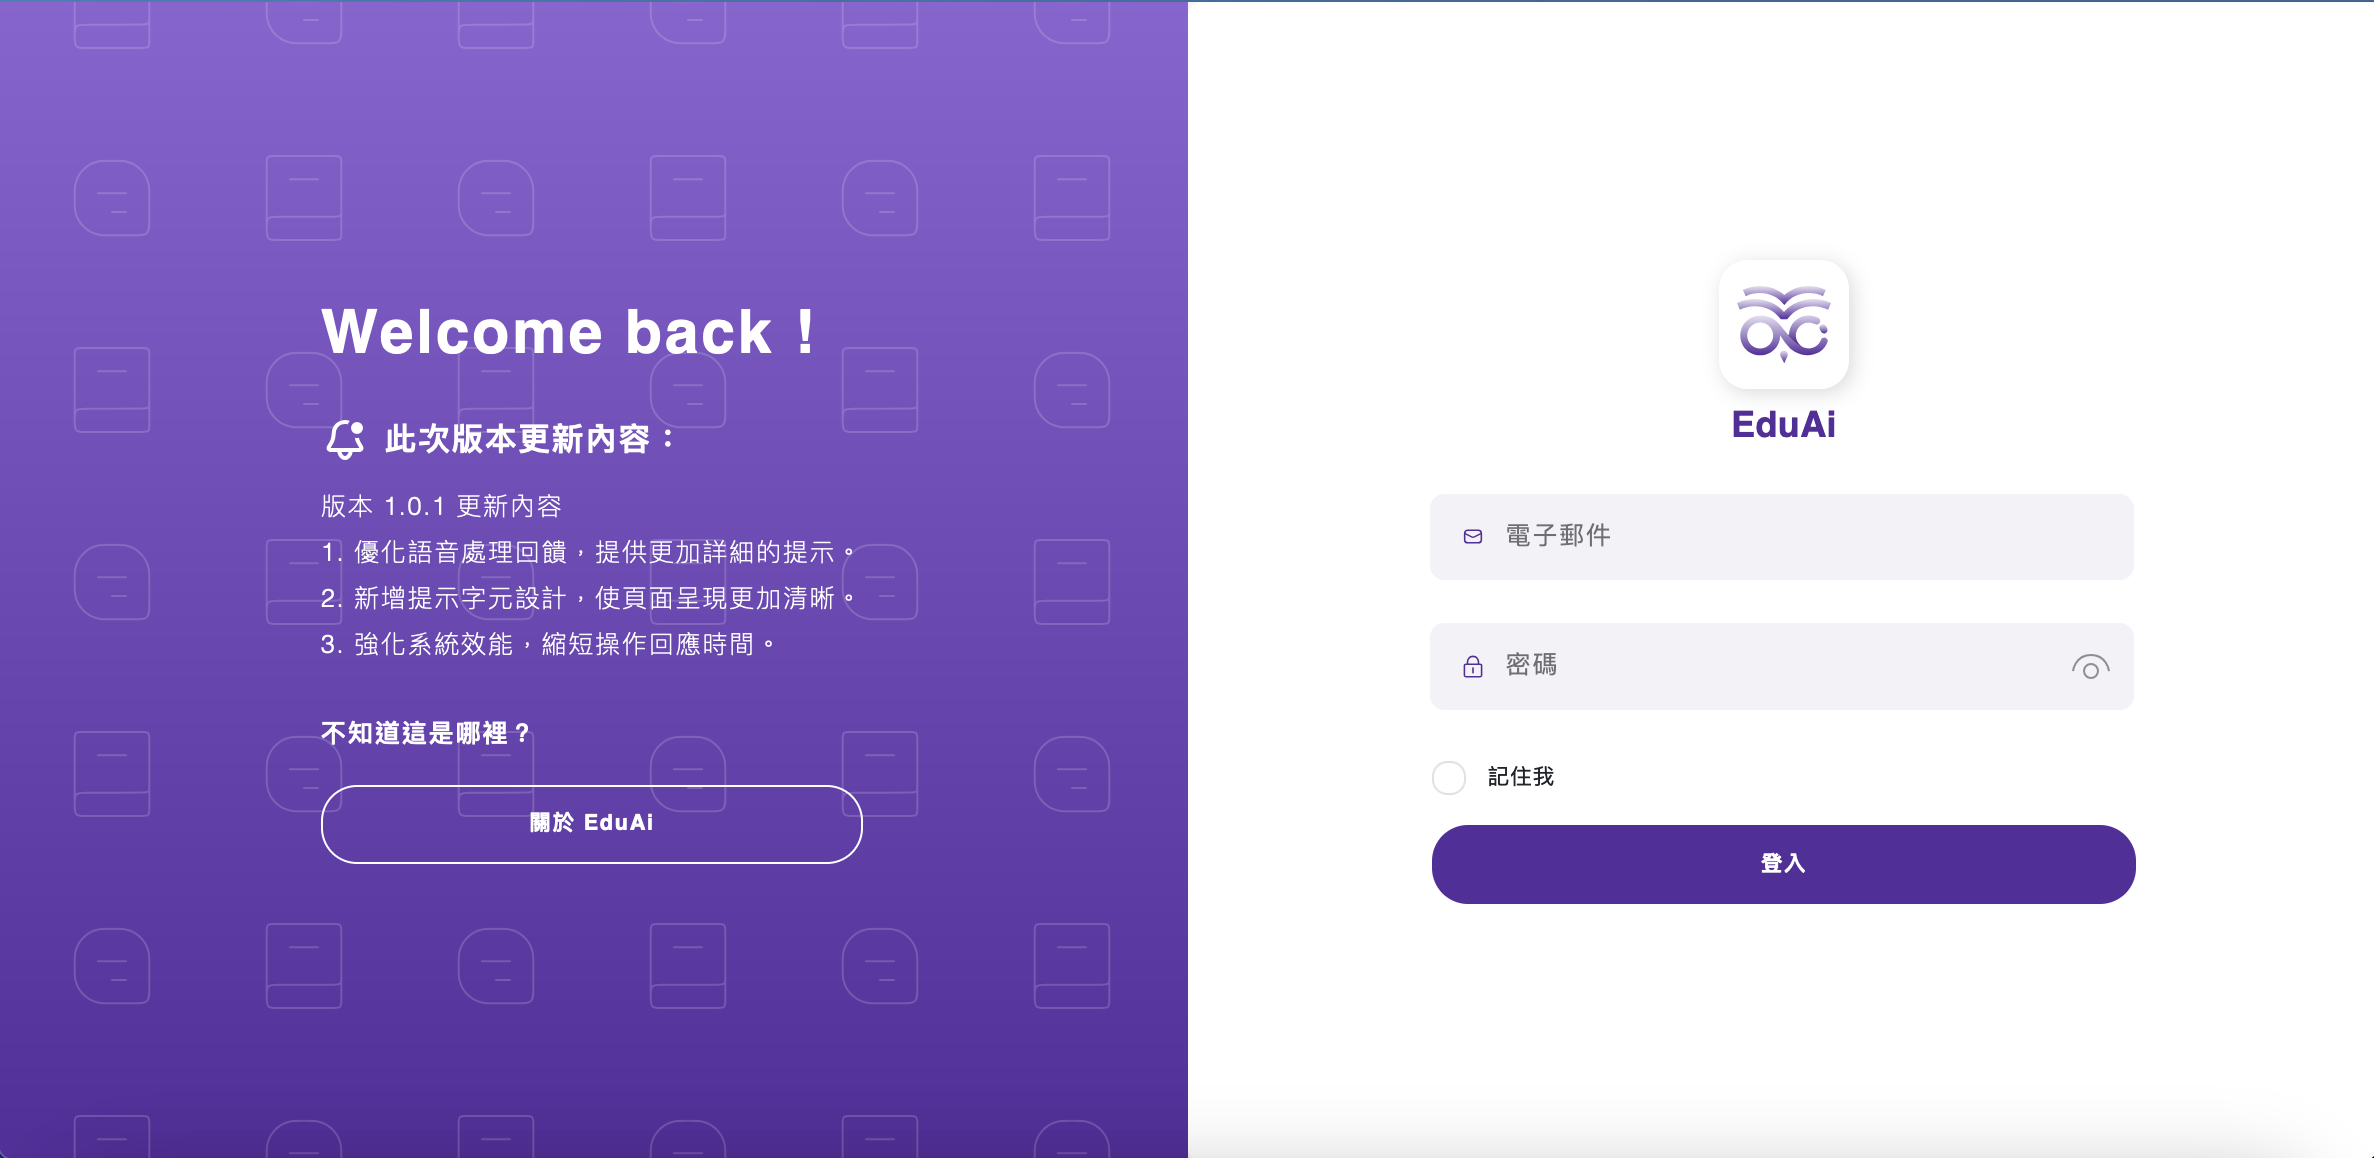 Welcome back！
此次版本更新內容：
版本 1.0.1 更新內容
1. 優化語音處理回饋，提供更加詳細的提示。
2. 新增提示字元設計，使頁面呈現更加清晰。
3. 強化系統效能，縮短操作回應時間。
不知道這是哪裡？
關於 EduAi
EduAi
電子郵件
密碼
記住我
登入